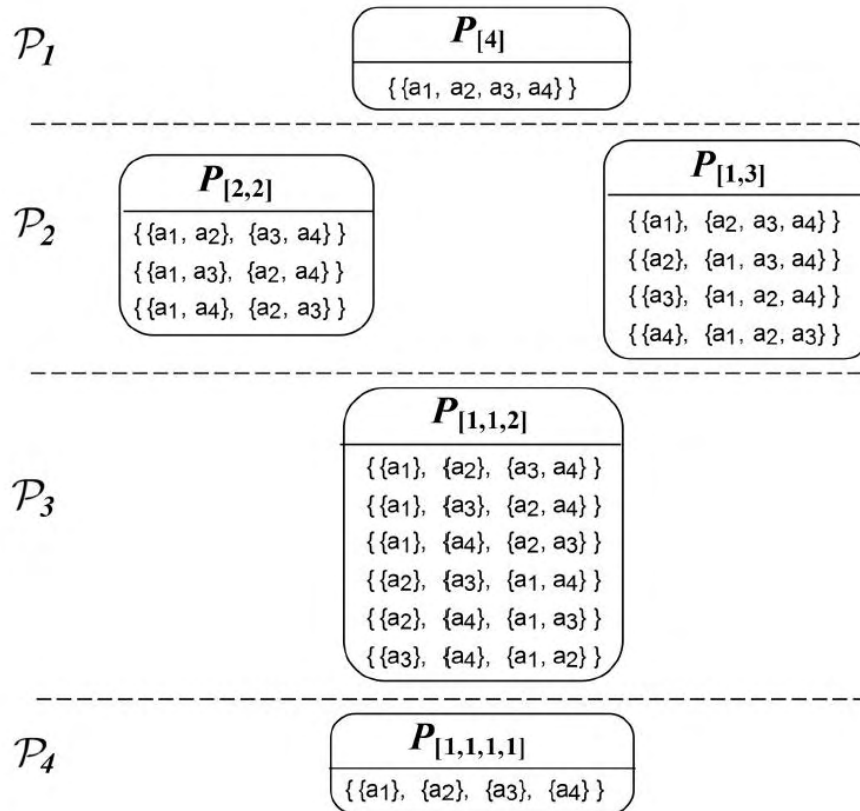 𝒫₁
P[4]
{ {a₁, a₂, a₃, a₄} }
𝒫₂
P[2,2]
{ {a₁, a₂}, {a₃, a₄} }
{ {a₁, a₃}, {a₂, a₄} }
{ {a₁, a₄}, {a₂, a₃} }
P[1,3]
{ {a₁}, {a₂, a₃, a₄} }
{ {a₂}, {a₁, a₃, a₄} }
{ {a₃}, {a₁, a₂, a₄} }
{ {a₄}, {a₁, a₂, a₃} }
𝒫₃
P[1,1,2]
{ {a₁}, {a₂}, {a₃, a₄} }
{ {a₁}, {a₃}, {a₂, a₄} }
{ {a₁}, {a₄}, {a₂, a₃} }
{ {a₂}, {a₃}, {a₁, a₄} }
{ {a₂}, {a₄}, {a₁, a₃} }
{ {a₃}, {a₄}, {a₁, a₂} }
𝒫₄
P[1,1,1,1]
{ {a₁}, {a₂}, {a₃}, {a₄} }